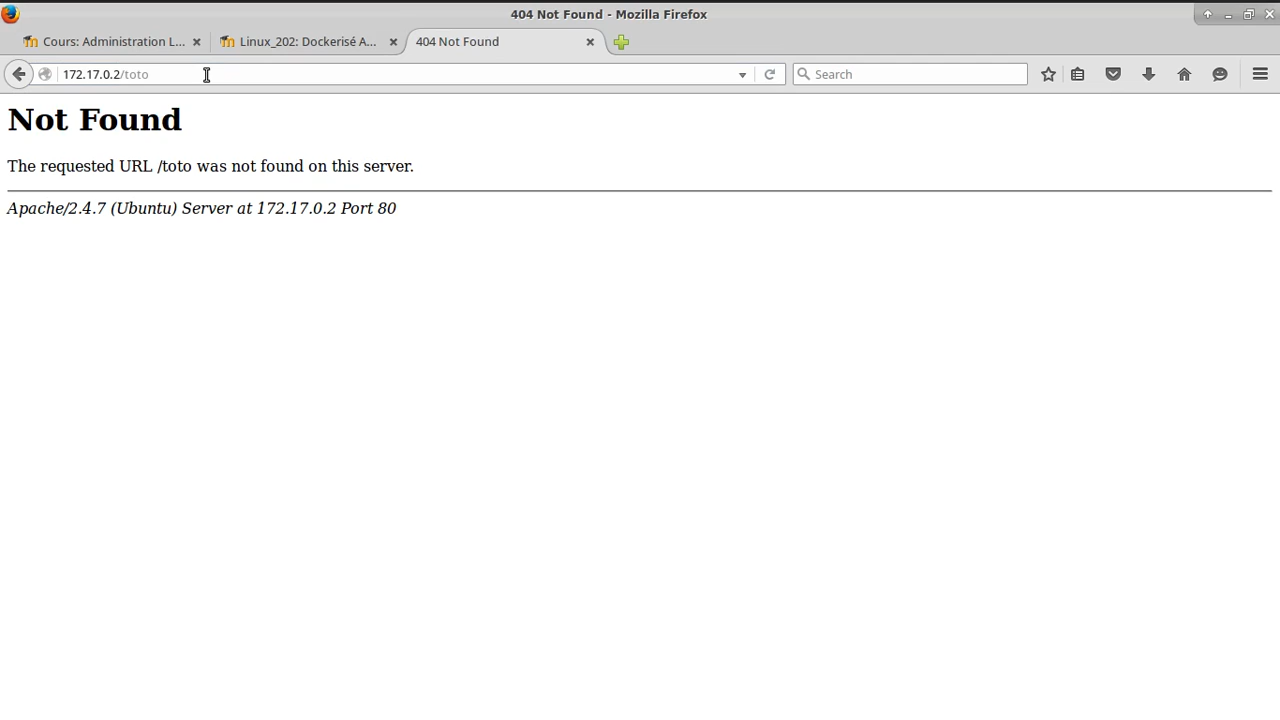 404 Not Found - Mozilla Firefox
Cours: Administration L...
Linux_202: Dockerisé A...
404 Not Found
172.17.0.2/toto
Search
Not Found
The requested URL /toto was not found on this server.
Apache/2.4.7 (Ubuntu) Server at 172.17.0.2 Port 80